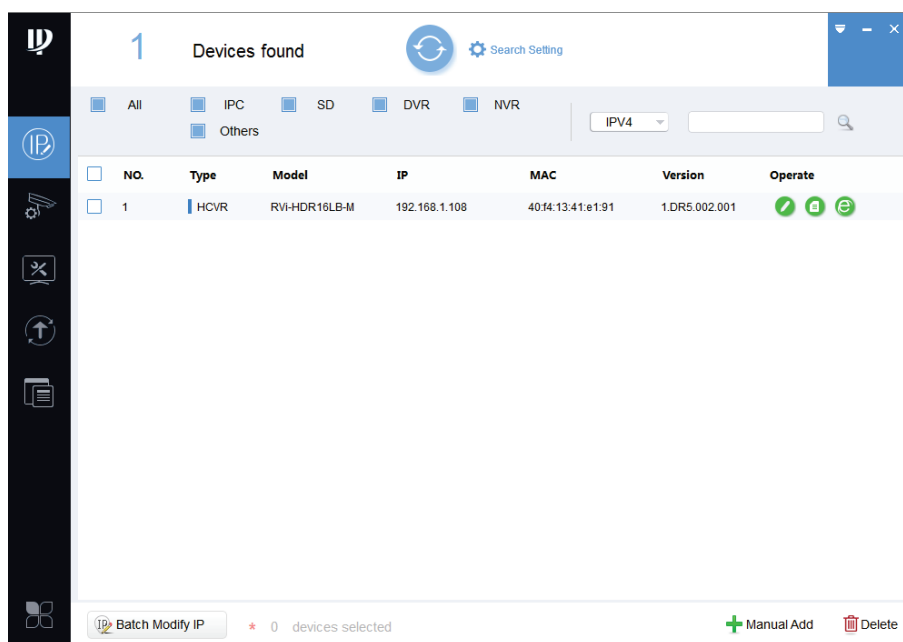 1 Devices found Search Setting
All IPC SD DVR NVR
IPV4
Others
NO. Type Model IP MAC Version Operate
1 HCVR RVi-HDR16LB-M 192.168.1.108 40:f4:13:41:e1:91 1.DR5.002.001
Batch Modify IP * 0 devices selected Manual Add Delete